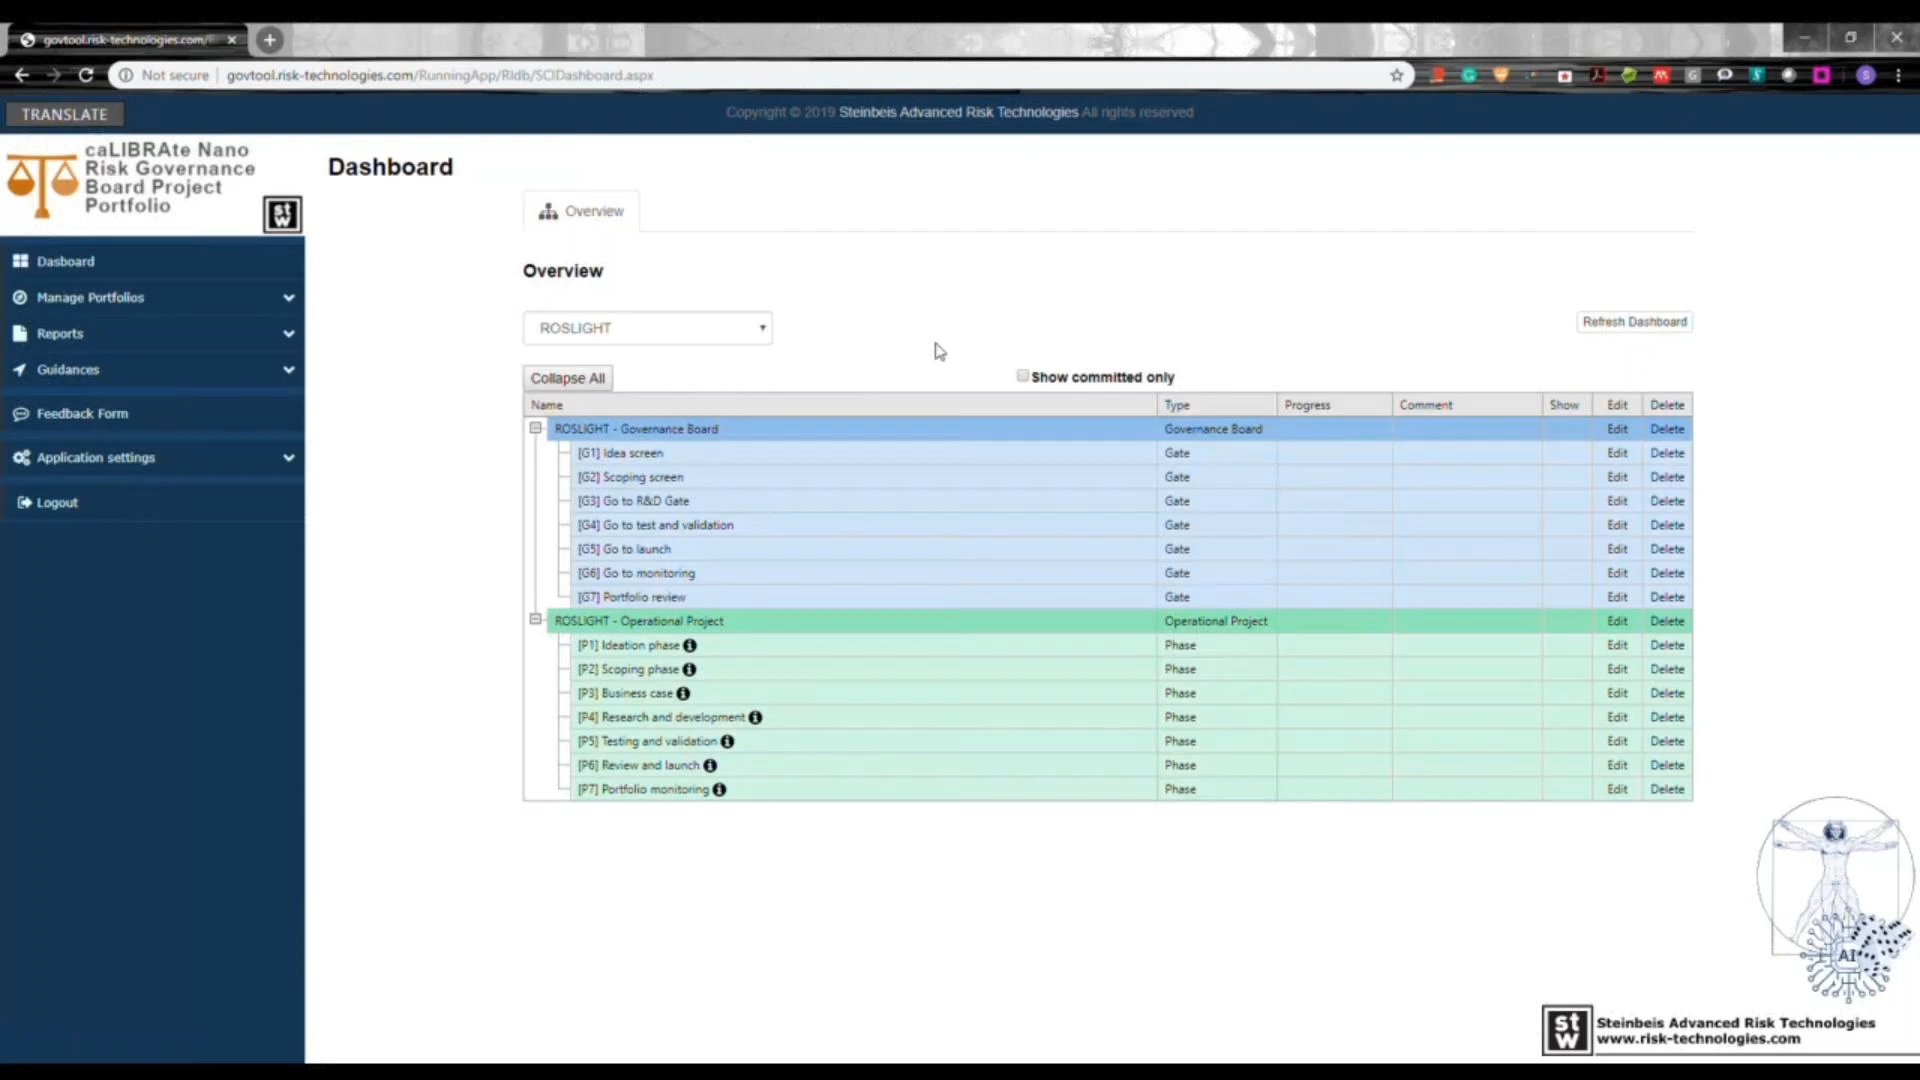 govtool.risk-technologies.com/
Not secure govtool.risk-technologies.com/RunningApp/RIdb/SCIDashboard.aspx
TRANSLATE
Copyright © 2019 Steinbeis Advanced Risk Technologies All rights reserved
caLIBRAte Nano
Risk Governance
Board Project
Portfolio
st
w
Dashboard
Overview
Dasboard
Manage Portfolios
Reports
Guidances
Feedback Form
Application settings
Logout
Overview
ROSLIGHT
Refresh Dashboard
Collapse All
Show committed only
Name Type Progress Comment Show Edit Delete
ROSLIGHT - Governance Board Governance Board Edit Delete
[G1] Idea screen Gate Edit Delete
[G2] Scoping screen Gate Edit Delete
[G3] Go to R&D Gate Gate Edit Delete
[G4] Go to test and validation Gate Edit Delete
[G5] Go to launch Gate Edit Delete
[G6] Go to monitoring Gate Edit Delete
[G7] Portfolio review Gate Edit Delete
ROSLIGHT - Operational Project Operational Project Edit Delete
[P1] Ideation phase Phase Edit Delete
[P2] Scoping phase Phase Edit Delete
[P3] Business case Phase Edit Delete
[P4] Research and development Phase Edit Delete
[P5] Testing and validation Phase Edit Delete
[P6] Review and launch Phase Edit Delete
[P7] Portfolio monitoring Phase Edit Delete
AI
st
w
Steinbeis Advanced Risk Technologies
www.risk-technologies.com